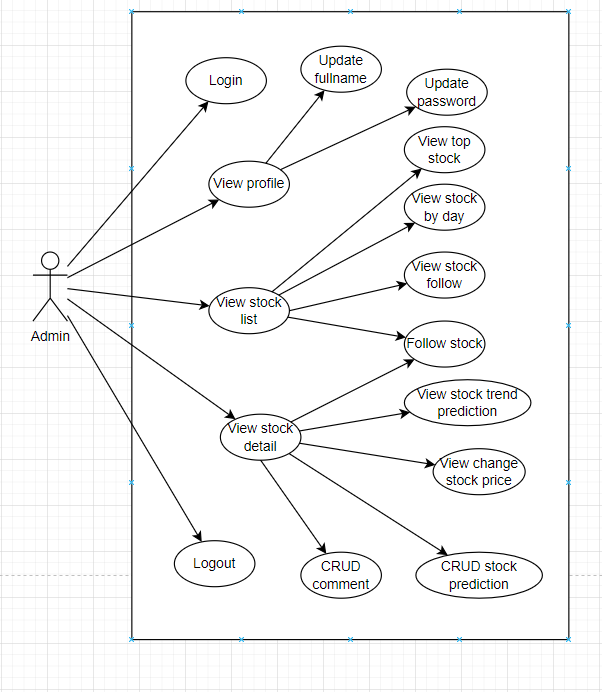 Login
Update
fullname
Update
password
View top
stock
View profile
View stock
by day
View stock
follow
View stock
list
Admin
Follow stock
View stock trend
prediction
View stock
detail
View change
stock price
Logout
CRUD
comment
CRUD stock
prediction